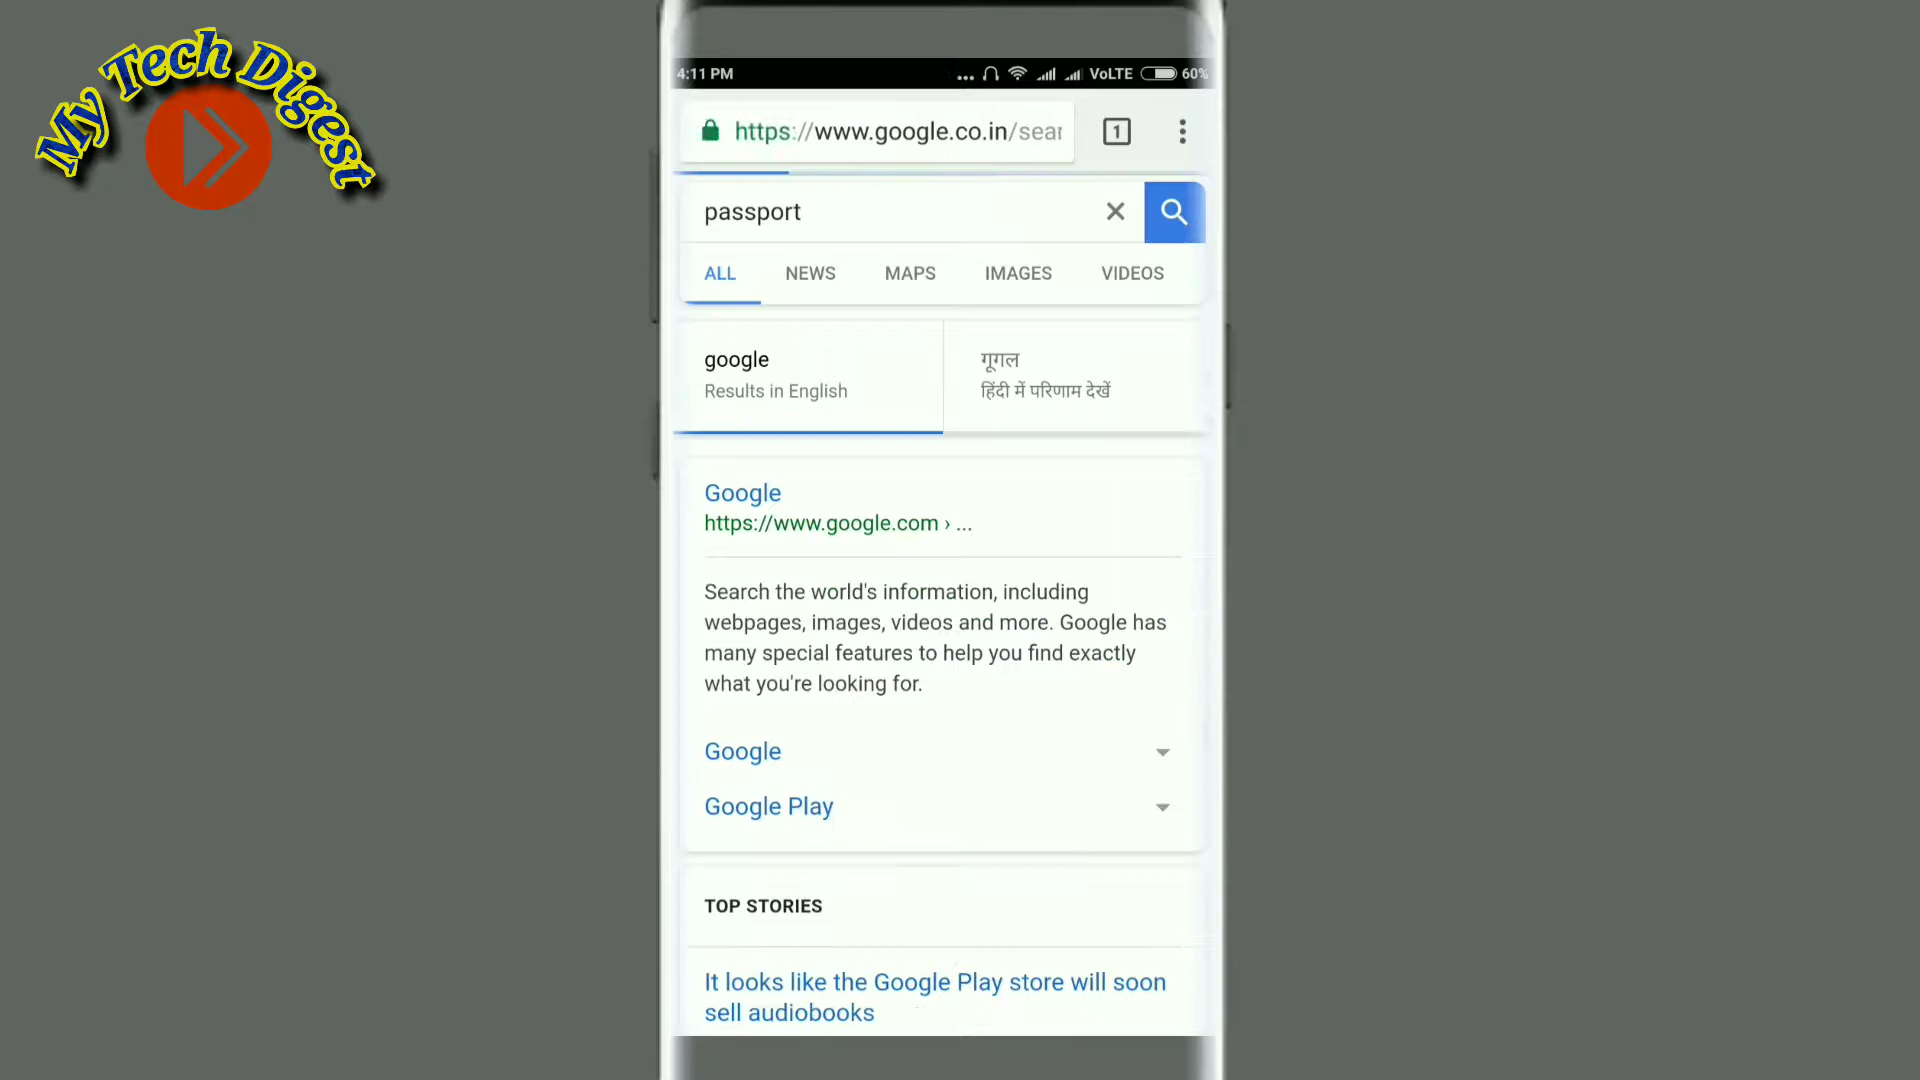 My Tech Digest
4:11 PM
... VoLTE 60%
https://www.google.co.in/sear
1
passport
ALL NEWS MAPS IMAGES VIDEOS
google
Results in English
गूगल
हिंदी में परिणाम देखें
Google
https://www.google.com › ...
Search the world's information, including
webpages, images, videos and more. Google has
many special features to help you find exactly
what you're looking for.
Google
Google Play
TOP STORIES
It looks like the Google Play store will soon
sell audiobooks